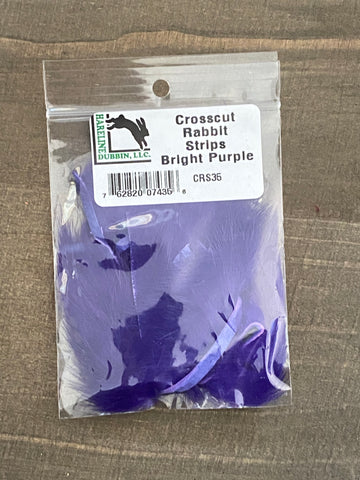 HARELINE
DUBBIN, LLC.
Crosscut
Rabbit
Strips
Bright Purple
CRS35
7 62820 07435 6